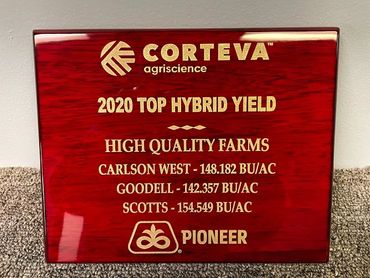 CORTEVA™
agriscience
2020 TOP HYBRID YIELD
HIGH QUALITY FARMS
CARLSON WEST - 148.182 BU/AC
GOODELL - 142.357 BU/AC
SCOTTS - 154.549 BU/AC
PIONEER